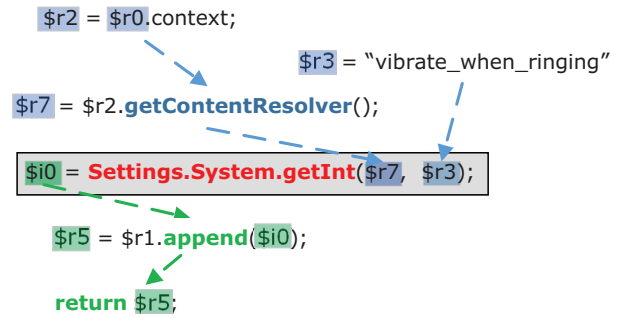 $r2 = $r0.context;
$r3 = “vibrate_when_ringing”
$r7 = $r2.getContentResolver();
$i0 = Settings.System.getInt($r7, $r3);
$r5 = $r1.append($i0);
return $r5;